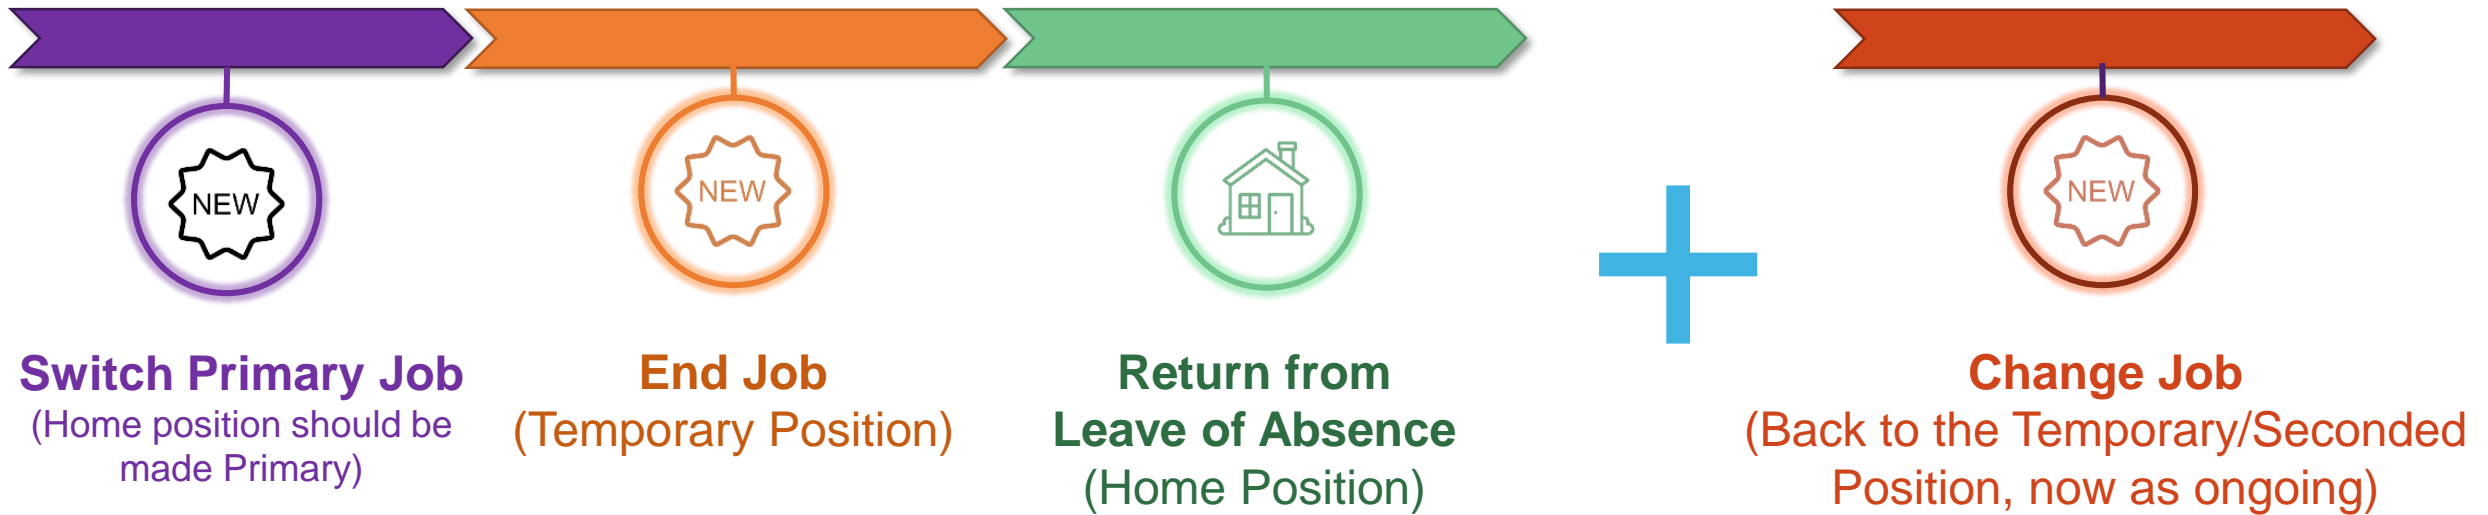 NEW
Switch Primary Job
(Home position should be
made Primary)
NEW
End Job
(Temporary Position)
Return from
Leave of Absence
(Home Position)
NEW
Change Job
(Back to the Temporary/Seconded
Position, now as ongoing)